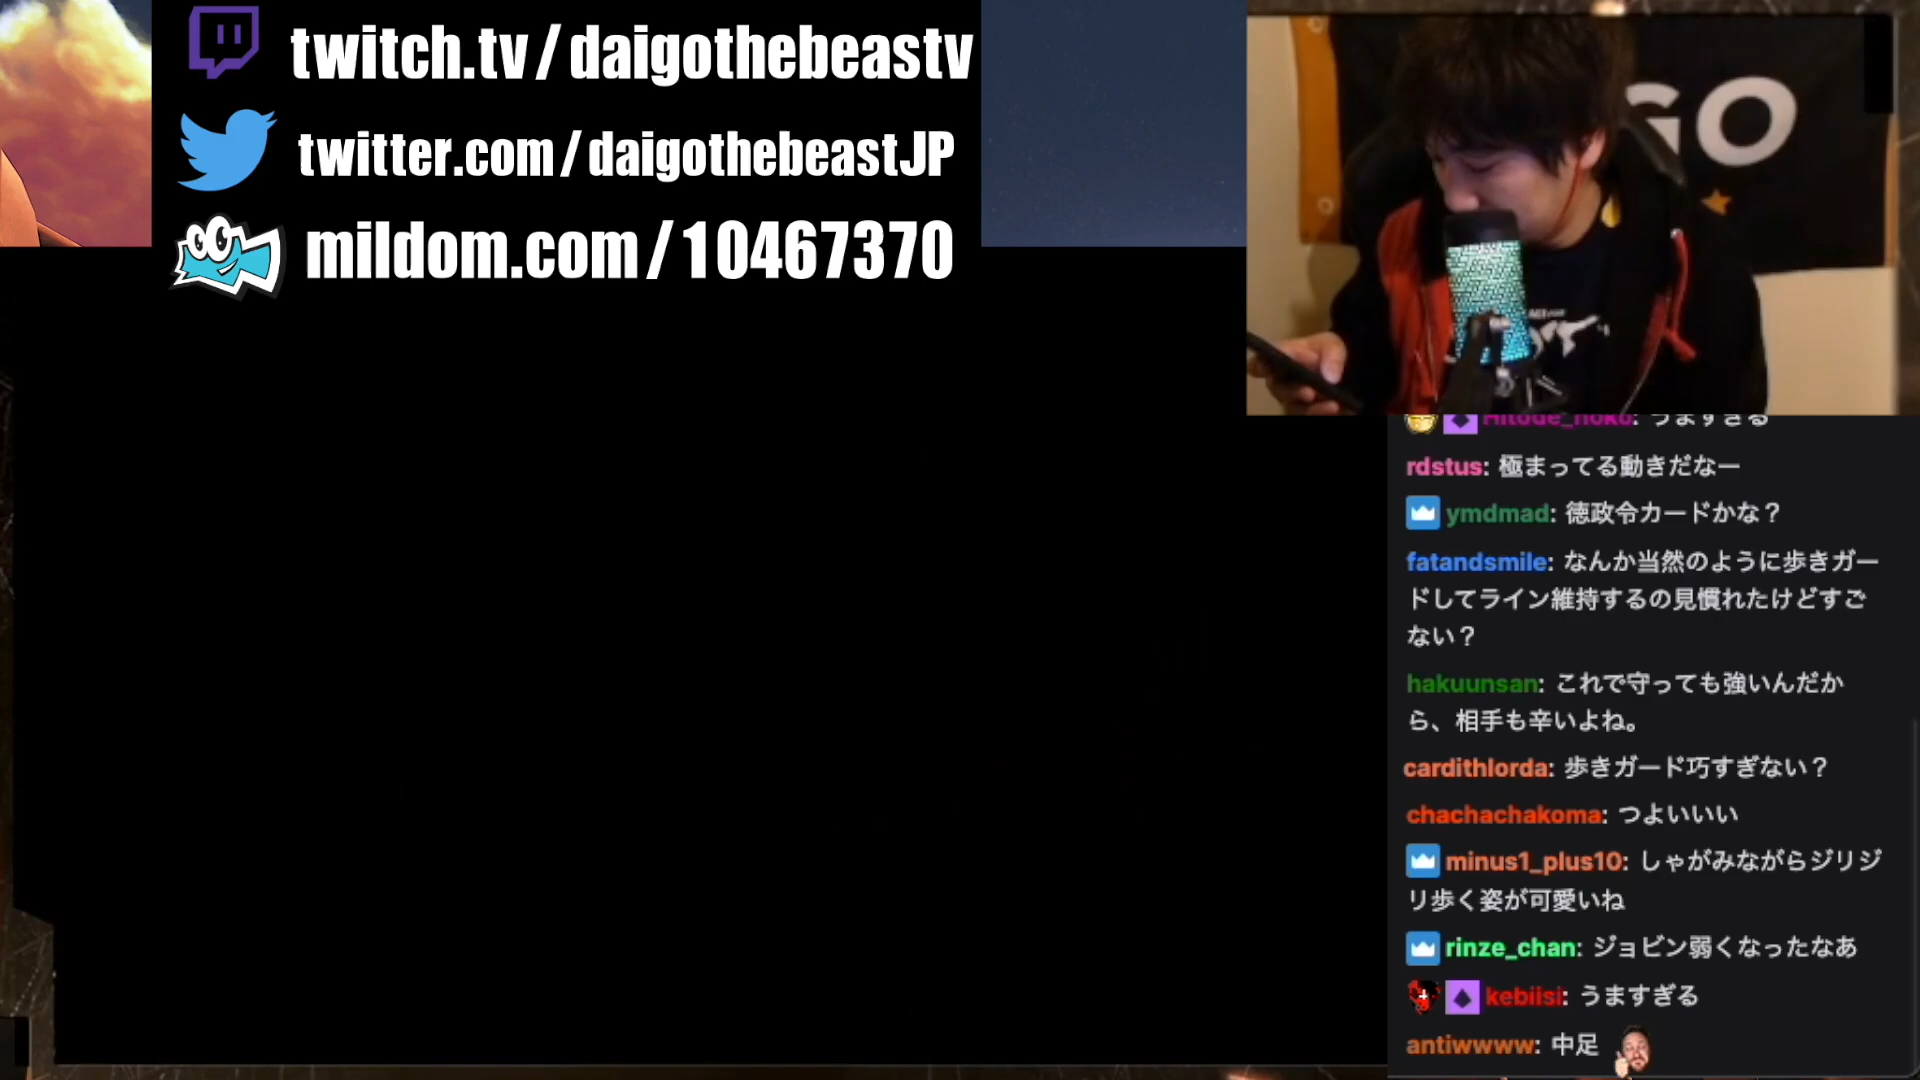 twitch.tv/daigothebeastv
twitter.com/daigothebeastJP
mildom.com/10467370
GO
Hitode_noko: うますぎる
rdstus: 極まってる動きだなー
ymdmad: 徳政令カードかな？
fatandsmile: なんか当然のように歩きガー
ドしてライン維持するの見慣れたけどすご
ない？
hakuunsan: これで守っても強いんだか
ら、相手も辛いよね。
cardithlorda: 歩きガード巧すぎない？
chachachakoma: つよいいい
minus1_plus10: しゃがみながらジリジ
リ歩く姿が可愛いね
rinze_chan: ジョビン弱くなったなあ
kebiisi: うますぎる
antiwwww: 中足